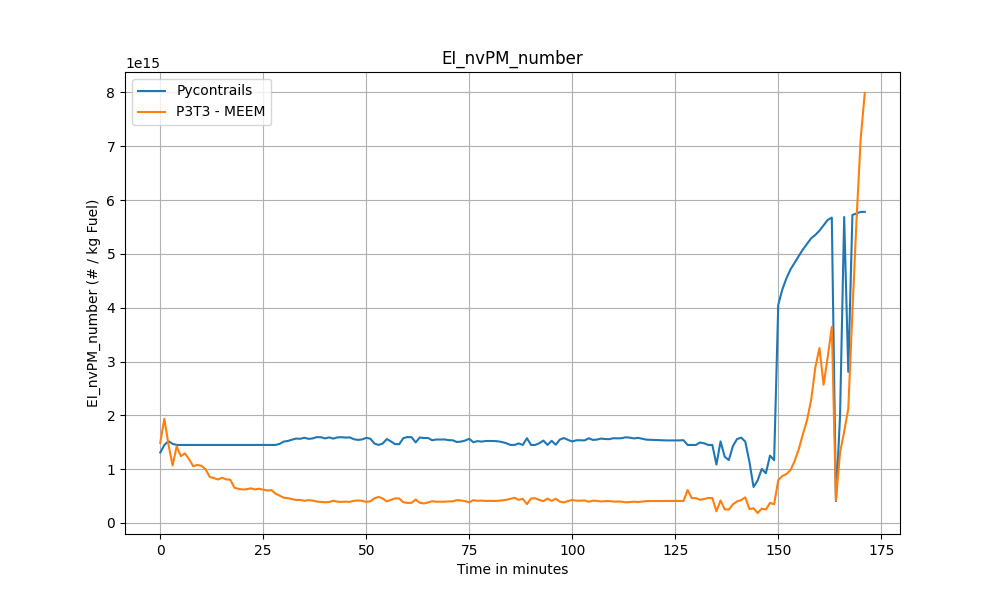 EI_nvPM_number
1e15
Pycontrails
P3T3 - MEEM
8
7
6
5
4
3
2
1
0
EI_nvPM_number (# / kg Fuel)
0 25 50 75 100 125 150 175
Time in minutes